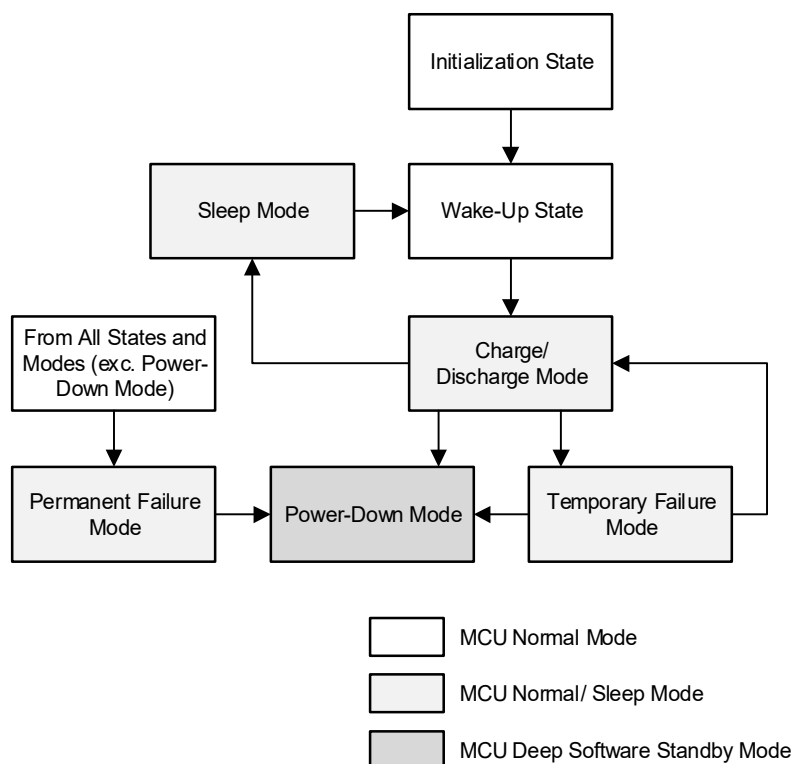 Initialization State
Sleep Mode
Wake-Up State
From All States and
Modes (exc. Power-
Down Mode)
Charge/
Discharge Mode
Permanent Failure
Mode
Power-Down Mode
Temporary Failure
Mode
MCU Normal Mode
MCU Normal/ Sleep Mode
MCU Deep Software Standby Mode